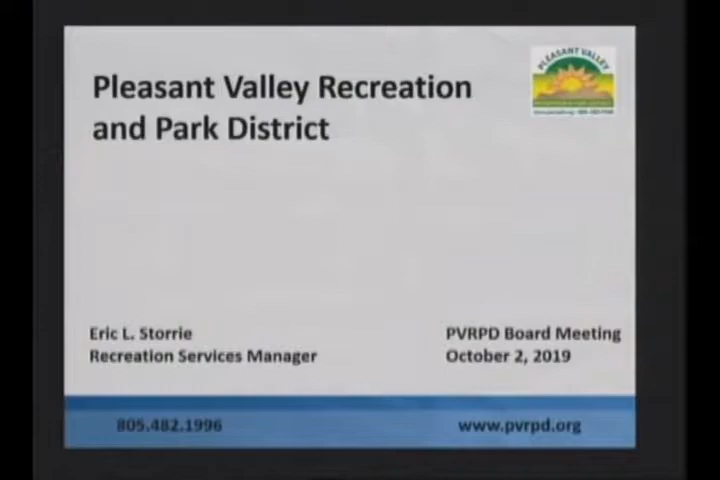 Pleasant Valley Recreation
and Park District
PLEASANT VALLEY
Eric L. Storrie
Recreation Services Manager
PVRPD Board Meeting
October 2, 2019
805.482.1996
www.pvrpd.org